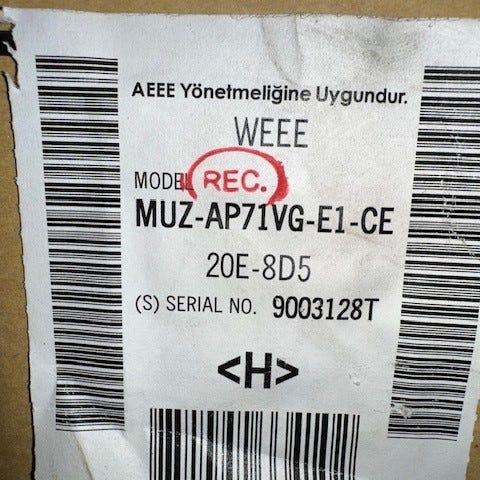 AEEE Yönetmeliğine Uygundur.
WEEE
MODEL REC.
MUZ-AP71VG-E1-CE
20E-8D5
(S) SERIAL NO. 9003128T
<H>